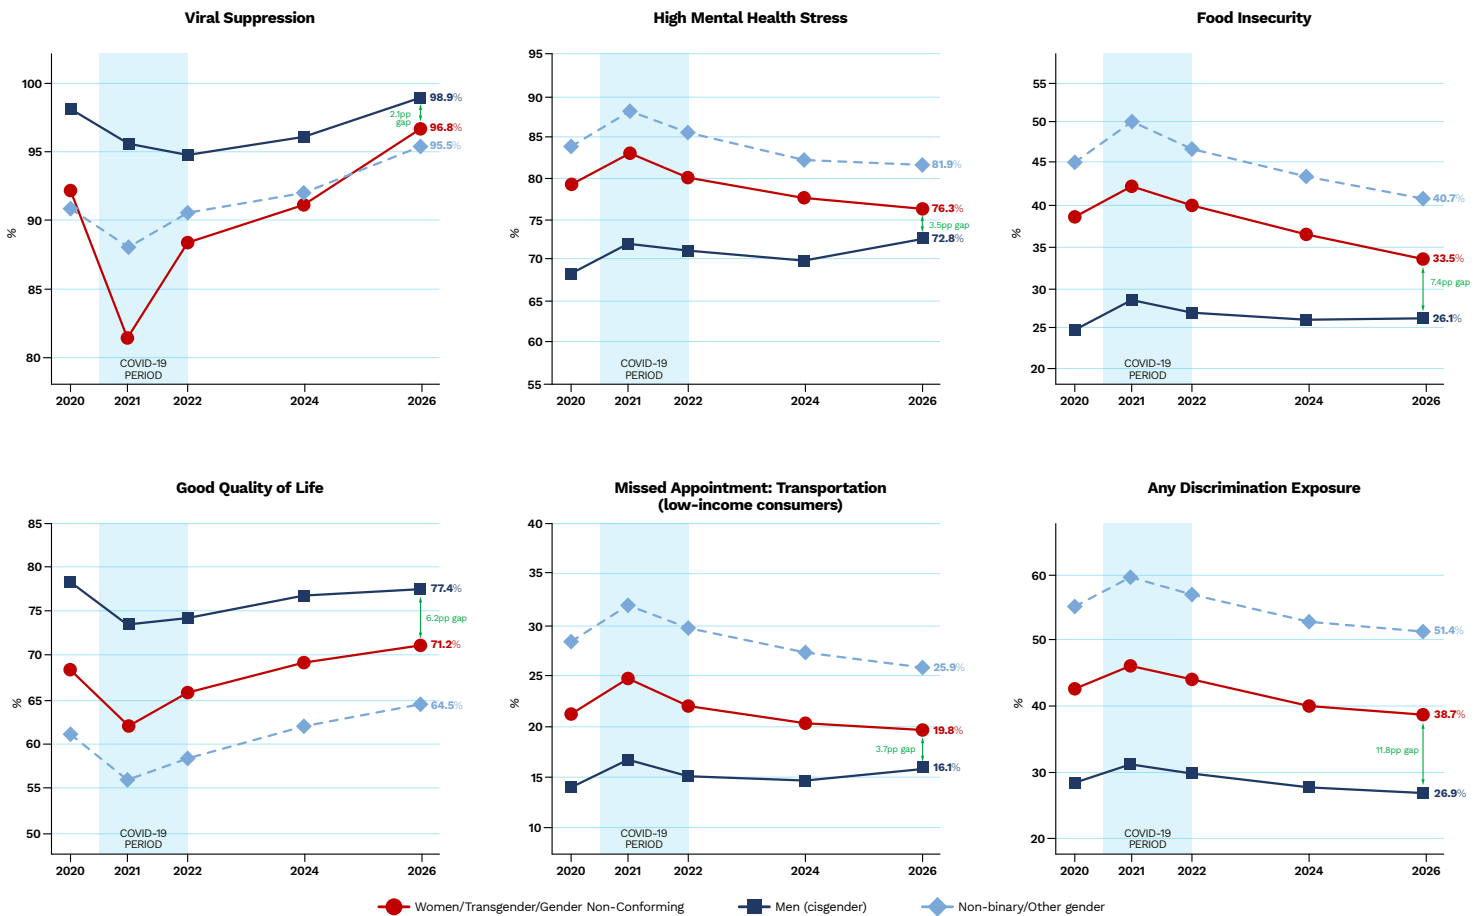 Viral Suppression
%
100
95
90
85
80
98.9%
2.1pp
gap
96.8%
95.5%
COVID-19
PERIOD
2020 2021 2022 2024 2026
High Mental Health Stress
%
95
90
85
80
75
70
65
60
55
81.9%
76.3%
3.5pp gap
72.8%
COVID-19
PERIOD
2020 2021 2022 2024 2026
Food Insecurity
%
55
50
45
40
35
30
25
20
40.7%
33.5%
7.4pp gap
26.1%
COVID-19
PERIOD
2020 2021 2022 2024 2026
Good Quality of Life
%
85
80
75
70
65
60
55
50
77.4%
6.2pp gap
71.2%
64.5%
COVID-19
PERIOD
2020 2021 2022 2024 2026
Missed Appointment: Transportation
(low-income consumers)
%
40
35
30
25
20
15
10
25.9%
19.8%
3.7pp gap
16.1%
COVID-19
PERIOD
2020 2021 2022 2024 2026
Any Discrimination Exposure
%
60
50
40
30
20
51.4%
38.7%
11.8pp gap
26.9%
COVID-19
PERIOD
2020 2021 2022 2024 2026
Women/Transgender/Gender Non-Conforming Men (cisgender) Non-binary/Other gender